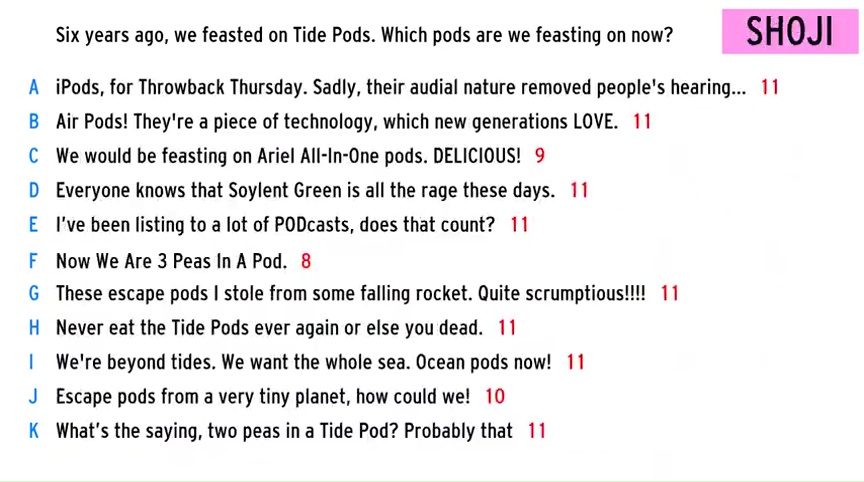 Six years ago, we feasted on Tide Pods. Which pods are we feasting on now?
SHOJI
A iPods, for Throwback Thursday. Sadly, their audial nature removed people's hearing... 11
B Air Pods! They're a piece of technology, which new generations LOVE. 11
C We would be feasting on Ariel All-In-One pods. DELICIOUS! 9
D Everyone knows that Soylent Green is all the rage these days. 11
E I've been listing to a lot of PODcasts, does that count? 11
F Now We Are 3 Peas In A Pod. 8
G These escape pods I stole from some falling rocket. Quite scrumptious!!!! 11
H Never eat the Tide Pods ever again or else you dead. 11
I We're beyond tides. We want the whole sea. Ocean pods now! 11
J Escape pods from a very tiny planet, how could we! 10
K What's the saying, two peas in a Tide Pod? Probably that 11